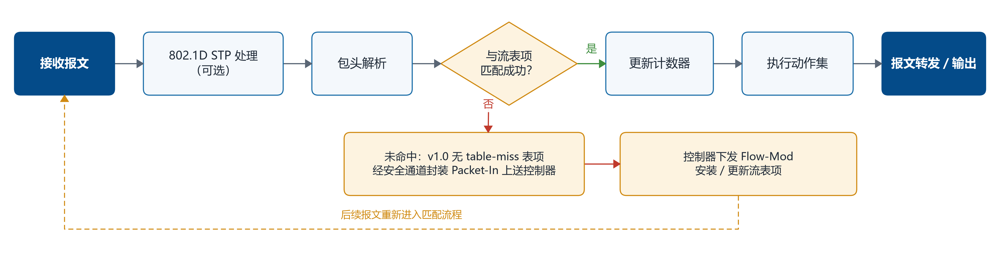 接收报文
802.1D STP 处理
（可选）
包头解析
与流表项
匹配成功？
是
更新计数器
执行动作集
报文转发 / 输出
否
未命中：v1.0 无 table-miss 表项
经安全通道封装 Packet-In 上送控制器
控制器下发 Flow-Mod
安装 / 更新流表项
后续报文重新进入匹配流程